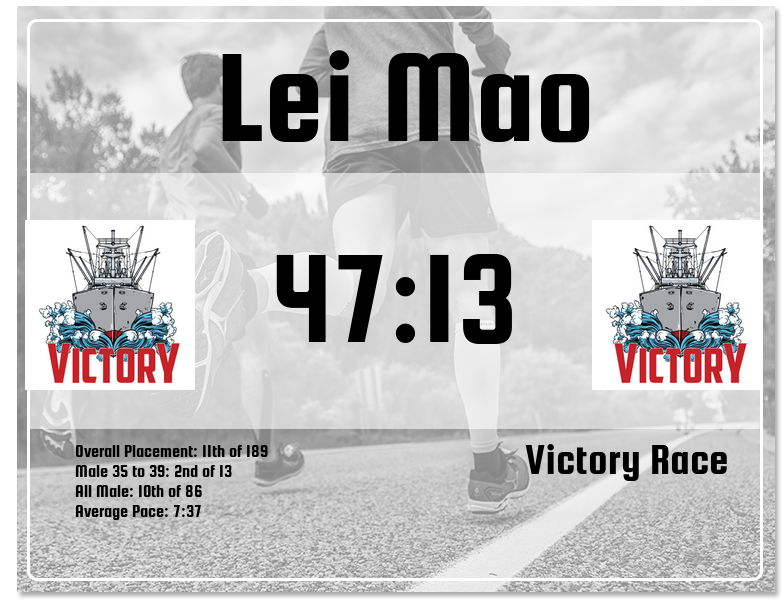 Lei Mao
47:13
VICTORY
VICTORY
Overall Placement: 11th of 189
Male 35 to 39: 2nd of 13
All Male: 10th of 86
Average Pace: 7:37
Victory Race